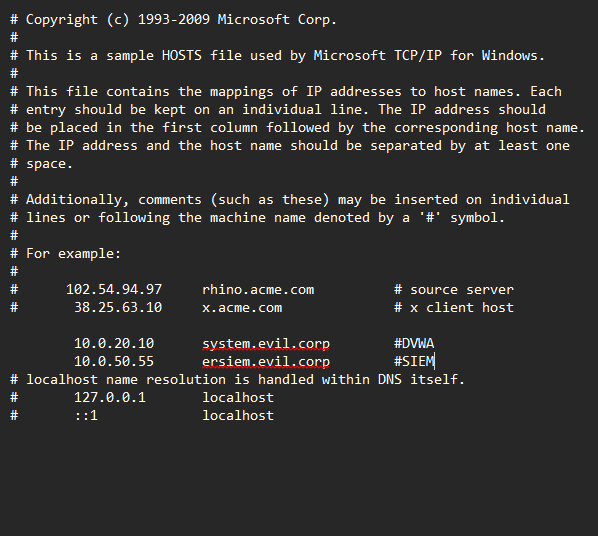 # Copyright (c) 1993-2009 Microsoft Corp.
#
# This is a sample HOSTS file used by Microsoft TCP/IP for Windows.
#
# This file contains the mappings of IP addresses to host names. Each
# entry should be kept on an individual line. The IP address should
# be placed in the first column followed by the corresponding host name.
# The IP address and the host name should be separated by at least one
# space.
#
# Additionally, comments (such as these) may be inserted on individual
# lines or following the machine name denoted by a '#' symbol.
#
# For example:
#
#      102.54.94.97     rhino.acme.com          # source server
#       38.25.63.10     x.acme.com              # x client host
        10.0.20.10      system.evil.corp        #DVWA
        10.0.50.55      ersiem.evil.corp        #SIEM
# localhost name resolution is handled within DNS itself.
#       127.0.0.1       localhost
#       ::1             localhost